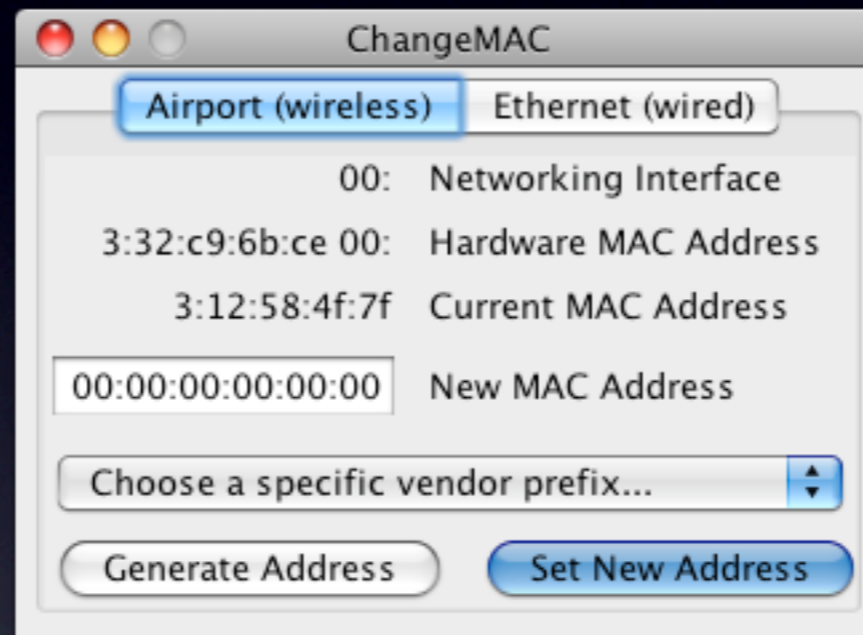 ChangeMAC
Airport (wireless) Ethernet (wired)
00: Networking Interface
3:32:c9:6b:ce 00: Hardware MAC Address
3:12:58:4f:7f Current MAC Address
00:00:00:00:00:00 New MAC Address
Choose a specific vendor prefix...
Generate Address Set New Address